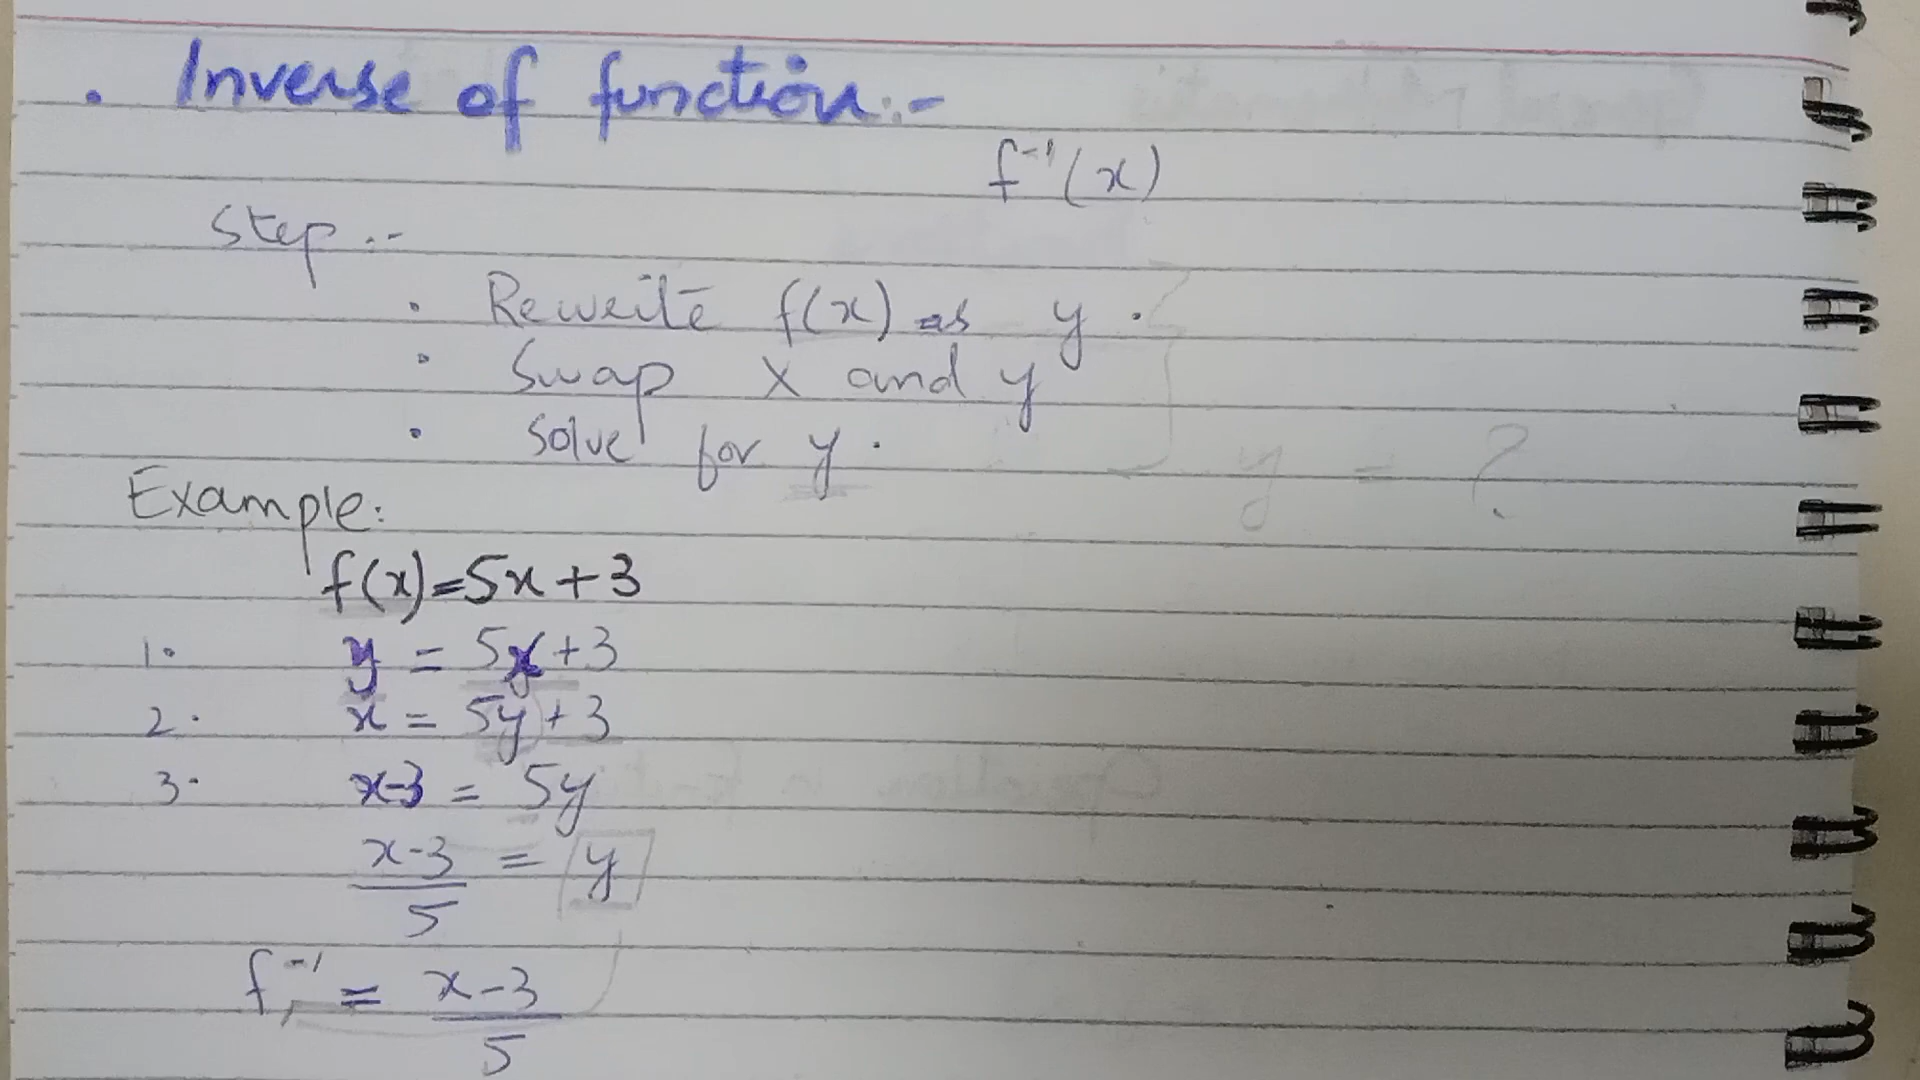 . Inverse of function:-
f⁻¹(x)
Step:-
. Rewrite f(x) as y.
. Swap x and y
. Solve for y.
y = ?
Example:
f(x)=5x+3
1. y = 5x+3
2. x = 5y+3
3. x-3 = 5y
x-3/5 = y
f⁻¹ = x-3/5